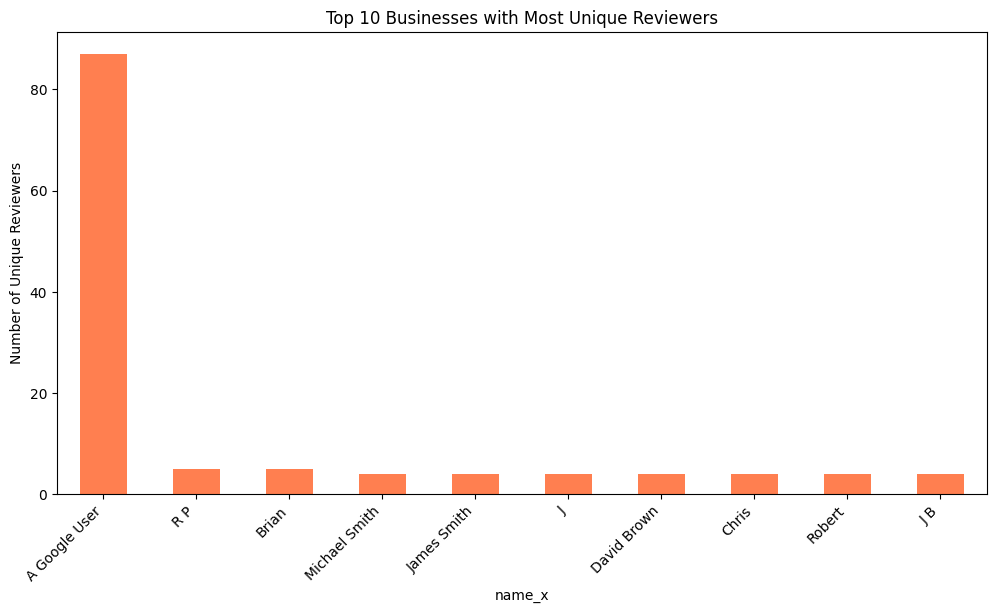 Top 10 Businesses with Most Unique Reviewers
Number of Unique Reviewers
80
60
40
20
0
A Google User
R P
Brian
Michael Smith
James Smith
J
David Brown
Chris
Robert
J B
name_x